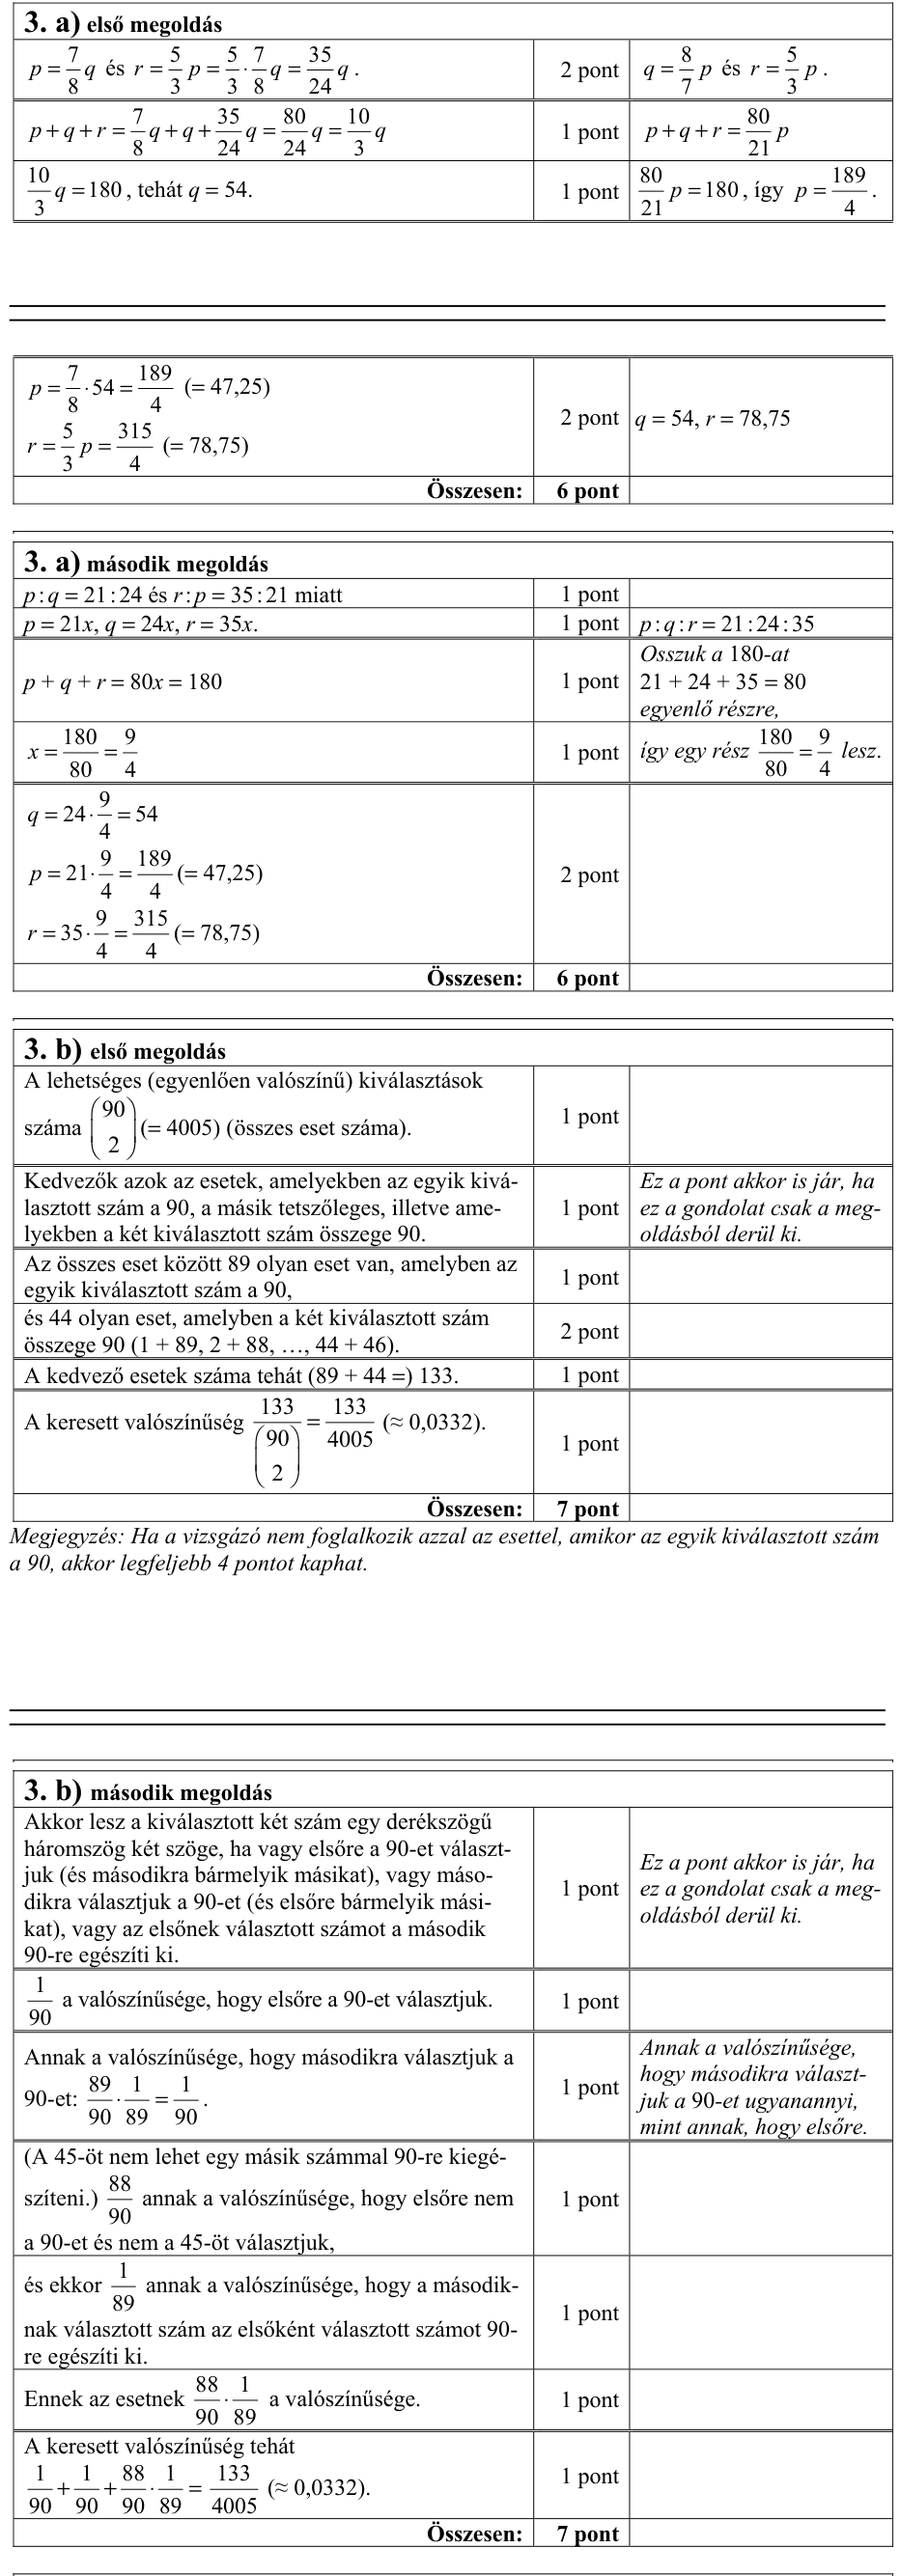 3. a) első megoldás
p = 7/8 q és r = 5/3 p = 5/3 · 7/8 q = 35/24 q . 2 pont q = 8/7 p és r = 5/3 p .
p + q + r = 7/8 q + q + 35/24 q = 80/24 q = 10/3 q 1 pont p + q + r = 80/21 p
10/3 q = 180 , tehát q = 54. 1 pont 80/21 p = 180 , így p = 189/4 .
p = 7/8 · 54 = 189/4 (= 47,25)
r = 5/3 p = 315/4 (= 78,75)
2 pont q = 54, r = 78,75
Összesen: 6 pont
3. a) második megoldás
p : q = 21 : 24 és r : p = 35 : 21 miatt 1 pont
p = 21x, q = 24x, r = 35x. 1 pont p : q : r = 21 : 24 : 35
p + q + r = 80x = 180 1 pont
Osszuk a 180-at
21 + 24 + 35 = 80
egyenlő részre,
x = 180/80 = 9/4 1 pont így egy rész 180/80 = 9/4 lesz.
q = 24 · 9/4 = 54
p = 21 · 9/4 = 189/4 (= 47,25)
r = 35 · 9/4 = 315/4 (= 78,75)
2 pont
Összesen: 6 pont
3. b) első megoldás
A lehetséges (egyenlően valószínű) kiválasztások
száma (90 2) (= 4005) (összes eset száma).
1 pont
Kedvezők azok az esetek, amelyekben az egyik kivá-
lasztott szám a 90, a másik tetszőleges, illetve ame-
lyekben a két kiválasztott szám összege 90.
1 pont
Ez a pont akkor is jár, ha
ez a gondolat csak a meg-
oldásból derül ki.
Az összes eset között 89 olyan eset van, amelyben az
egyik kiválasztott szám a 90,
1 pont
és 44 olyan eset, amelyben a két kiválasztott szám
összege 90 (1 + 89, 2 + 88, …, 44 + 46).
2 pont
A kedvező esetek száma tehát (89 + 44 =) 133. 1 pont
A keresett valószínűség 133/(90 2) = 133/4005 (≈ 0,0332).
1 pont
Összesen: 7 pont
Megjegyzés: Ha a vizsgázó nem foglalkozik azzal az esettel, amikor az egyik kiválasztott szám
a 90, akkor legfeljebb 4 pontot kaphat.
3. b) második megoldás
Akkor lesz a kiválasztott két szám egy derékszögű
háromszög két szöge, ha vagy elsőre a 90-et választ-
juk (és másodikra bármelyik másikat), vagy máso-
dikra választjuk a 90-et (és elsőre bármelyik mási-
kat), vagy az elsőnek választott számot a második
90-re egészíti ki.
1 pont
Ez a pont akkor is jár, ha
ez a gondolat csak a meg-
oldásból derül ki.
1/90 a valószínűsége, hogy elsőre a 90-et választjuk. 1 pont
Annak a valószínűsége, hogy másodikra választjuk a
90-et: 89/90 · 1/89 = 1/90 .
1 pont
Annak a valószínűsége,
hogy másodikra választ-
juk a 90-et ugyanannyi,
mint annak, hogy elsőre.
(A 45-öt nem lehet egy másik számmal 90-re kiegé-
szíteni.) 88/90 annak a valószínűsége, hogy elsőre nem
a 90-et és nem a 45-öt választjuk,
1 pont
és ekkor 1/89 annak a valószínűsége, hogy a második-
nak választott szám az elsőként választott számot 90-
re egészíti ki.
1 pont
Ennek az esetnek 88/90 · 1/89 a valószínűsége. 1 pont
A keresett valószínűség tehát
1/90 + 1/90 + 88/90 · 1/89 = 133/4005 (≈ 0,0332).
1 pont
Összesen: 7 pont